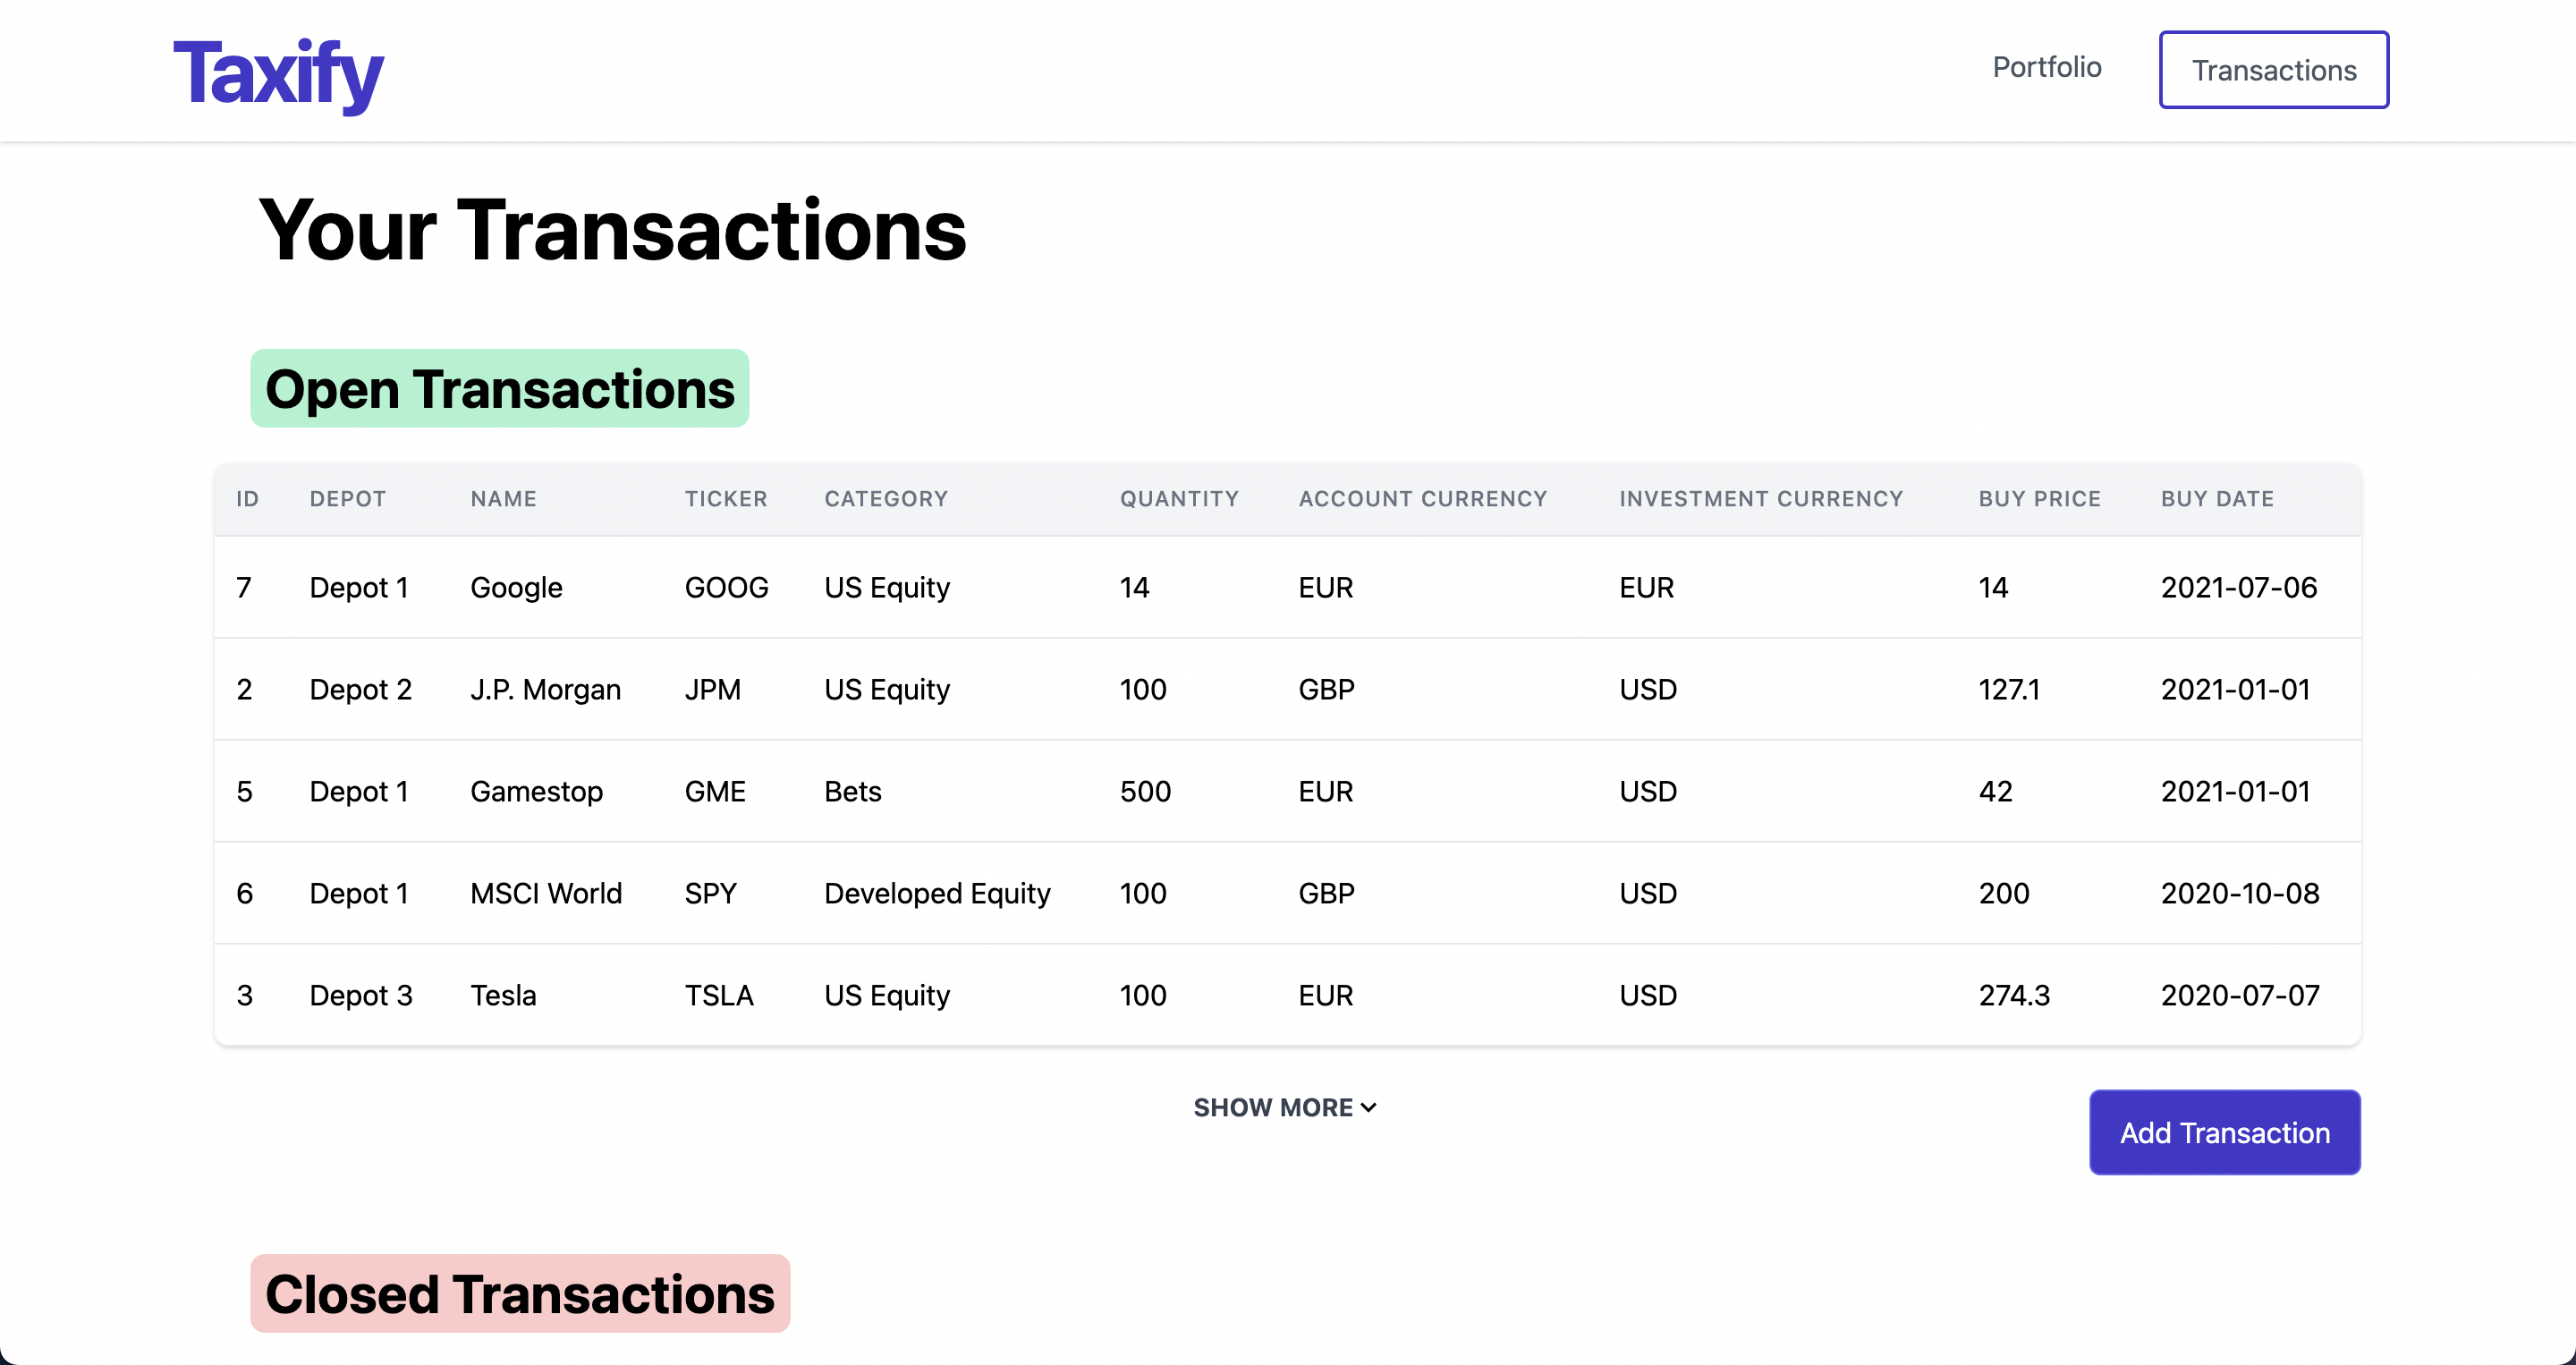 Taxify
Portfolio
Transactions
Your Transactions
Open Transactions
ID DEPOT NAME TICKER CATEGORY QUANTITY ACCOUNT CURRENCY INVESTMENT CURRENCY BUY PRICE BUY DATE
7 Depot 1 Google GOOG US Equity 14 EUR EUR 14 2021-07-06
2 Depot 2 J.P. Morgan JPM US Equity 100 GBP USD 127.1 2021-01-01
5 Depot 1 Gamestop GME Bets 500 EUR USD 42 2021-01-01
6 Depot 1 MSCI World SPY Developed Equity 100 GBP USD 200 2020-10-08
3 Depot 3 Tesla TSLA US Equity 100 EUR USD 274.3 2020-07-07
SHOW MORE
Add Transaction
Closed Transactions